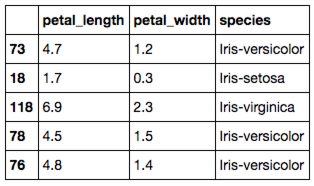 petal_length petal_width species
73 4.7 1.2 Iris-versicolor
18 1.7 0.3 Iris-setosa
118 6.9 2.3 Iris-virginica
78 4.5 1.5 Iris-versicolor
76 4.8 1.4 Iris-versicolor